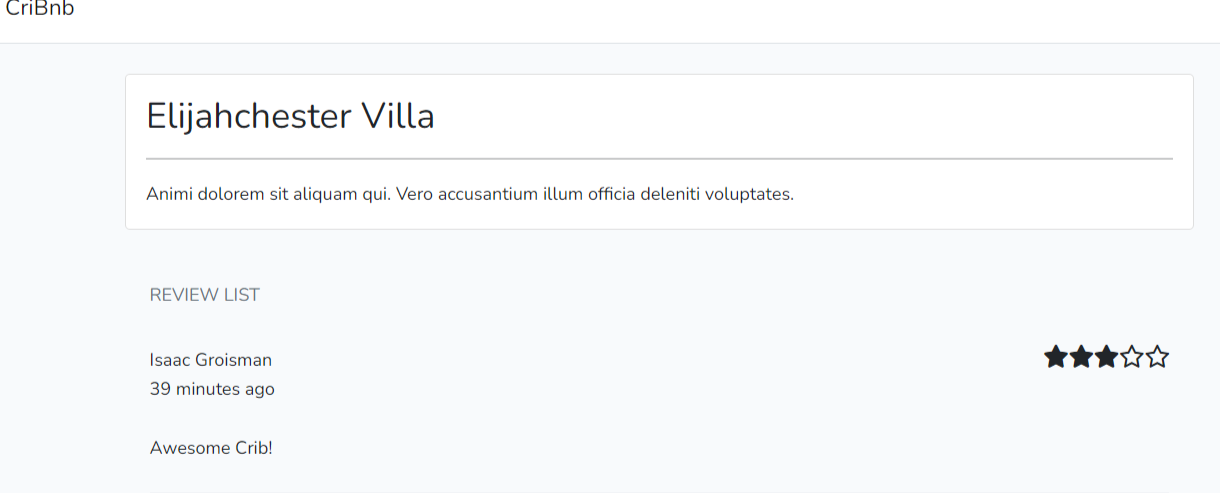 CriBnb
Elijahchester Villa
Animi dolorem sit aliquam qui. Vero accusantium illum officia deleniti voluptates.
REVIEW LIST
Isaac Groisman
39 minutes ago
Awesome Crib!